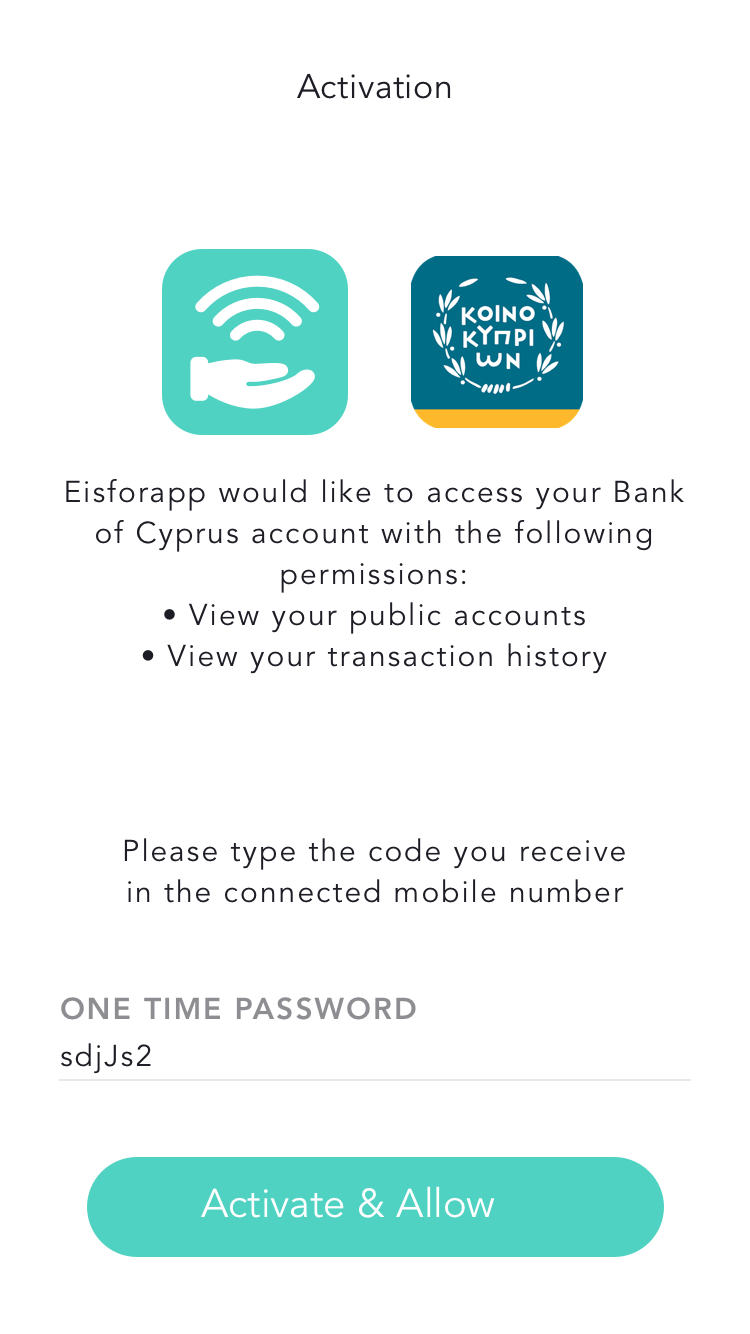 Activation
ΚΟΙΝΟ
ΚΥΠΡΙ
ωΝ
Eisforapp would like to access your Bank
of Cyprus account with the following
permissions:
• View your public accounts
• View your transaction history
Please type the code you receive
in the connected mobile number
ONE TIME PASSWORD
sdjJs2
Activate & Allow